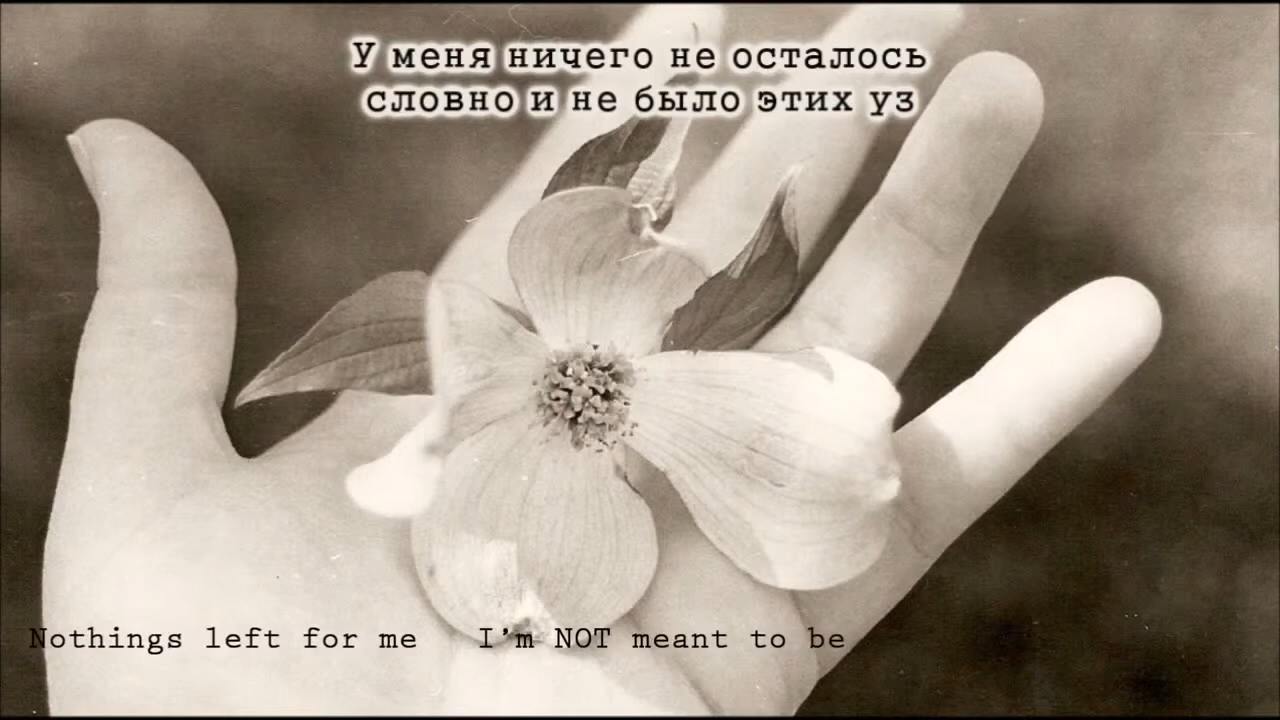 У меня ничего не осталось
словно и не было этих уз
Nothings left for me I'm NOT meant to be